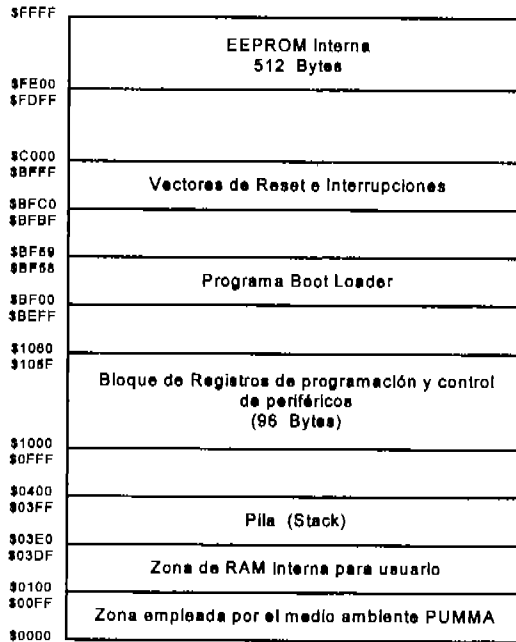 $FFFF
EEPROM Interna
512 Bytes
$FE00
$FDFF
$C000
$BFFF
Vectores de Reset e Interrupciones
$BFC0
$BFBF
$BF59
$BF58
Programa Boot Loader
$BF00
$BEFF
$1060
$105F
Bloque de Registros de programación y control
de periféricos
(96 Bytes)
$1000
$0FFF
$0400
$03FF
Pila (Stack)
$03E0
$03DF
Zona de RAM Interna para usuario
$0100
$00FF
Zona empleada por el medio ambiente PUMMA
$0000